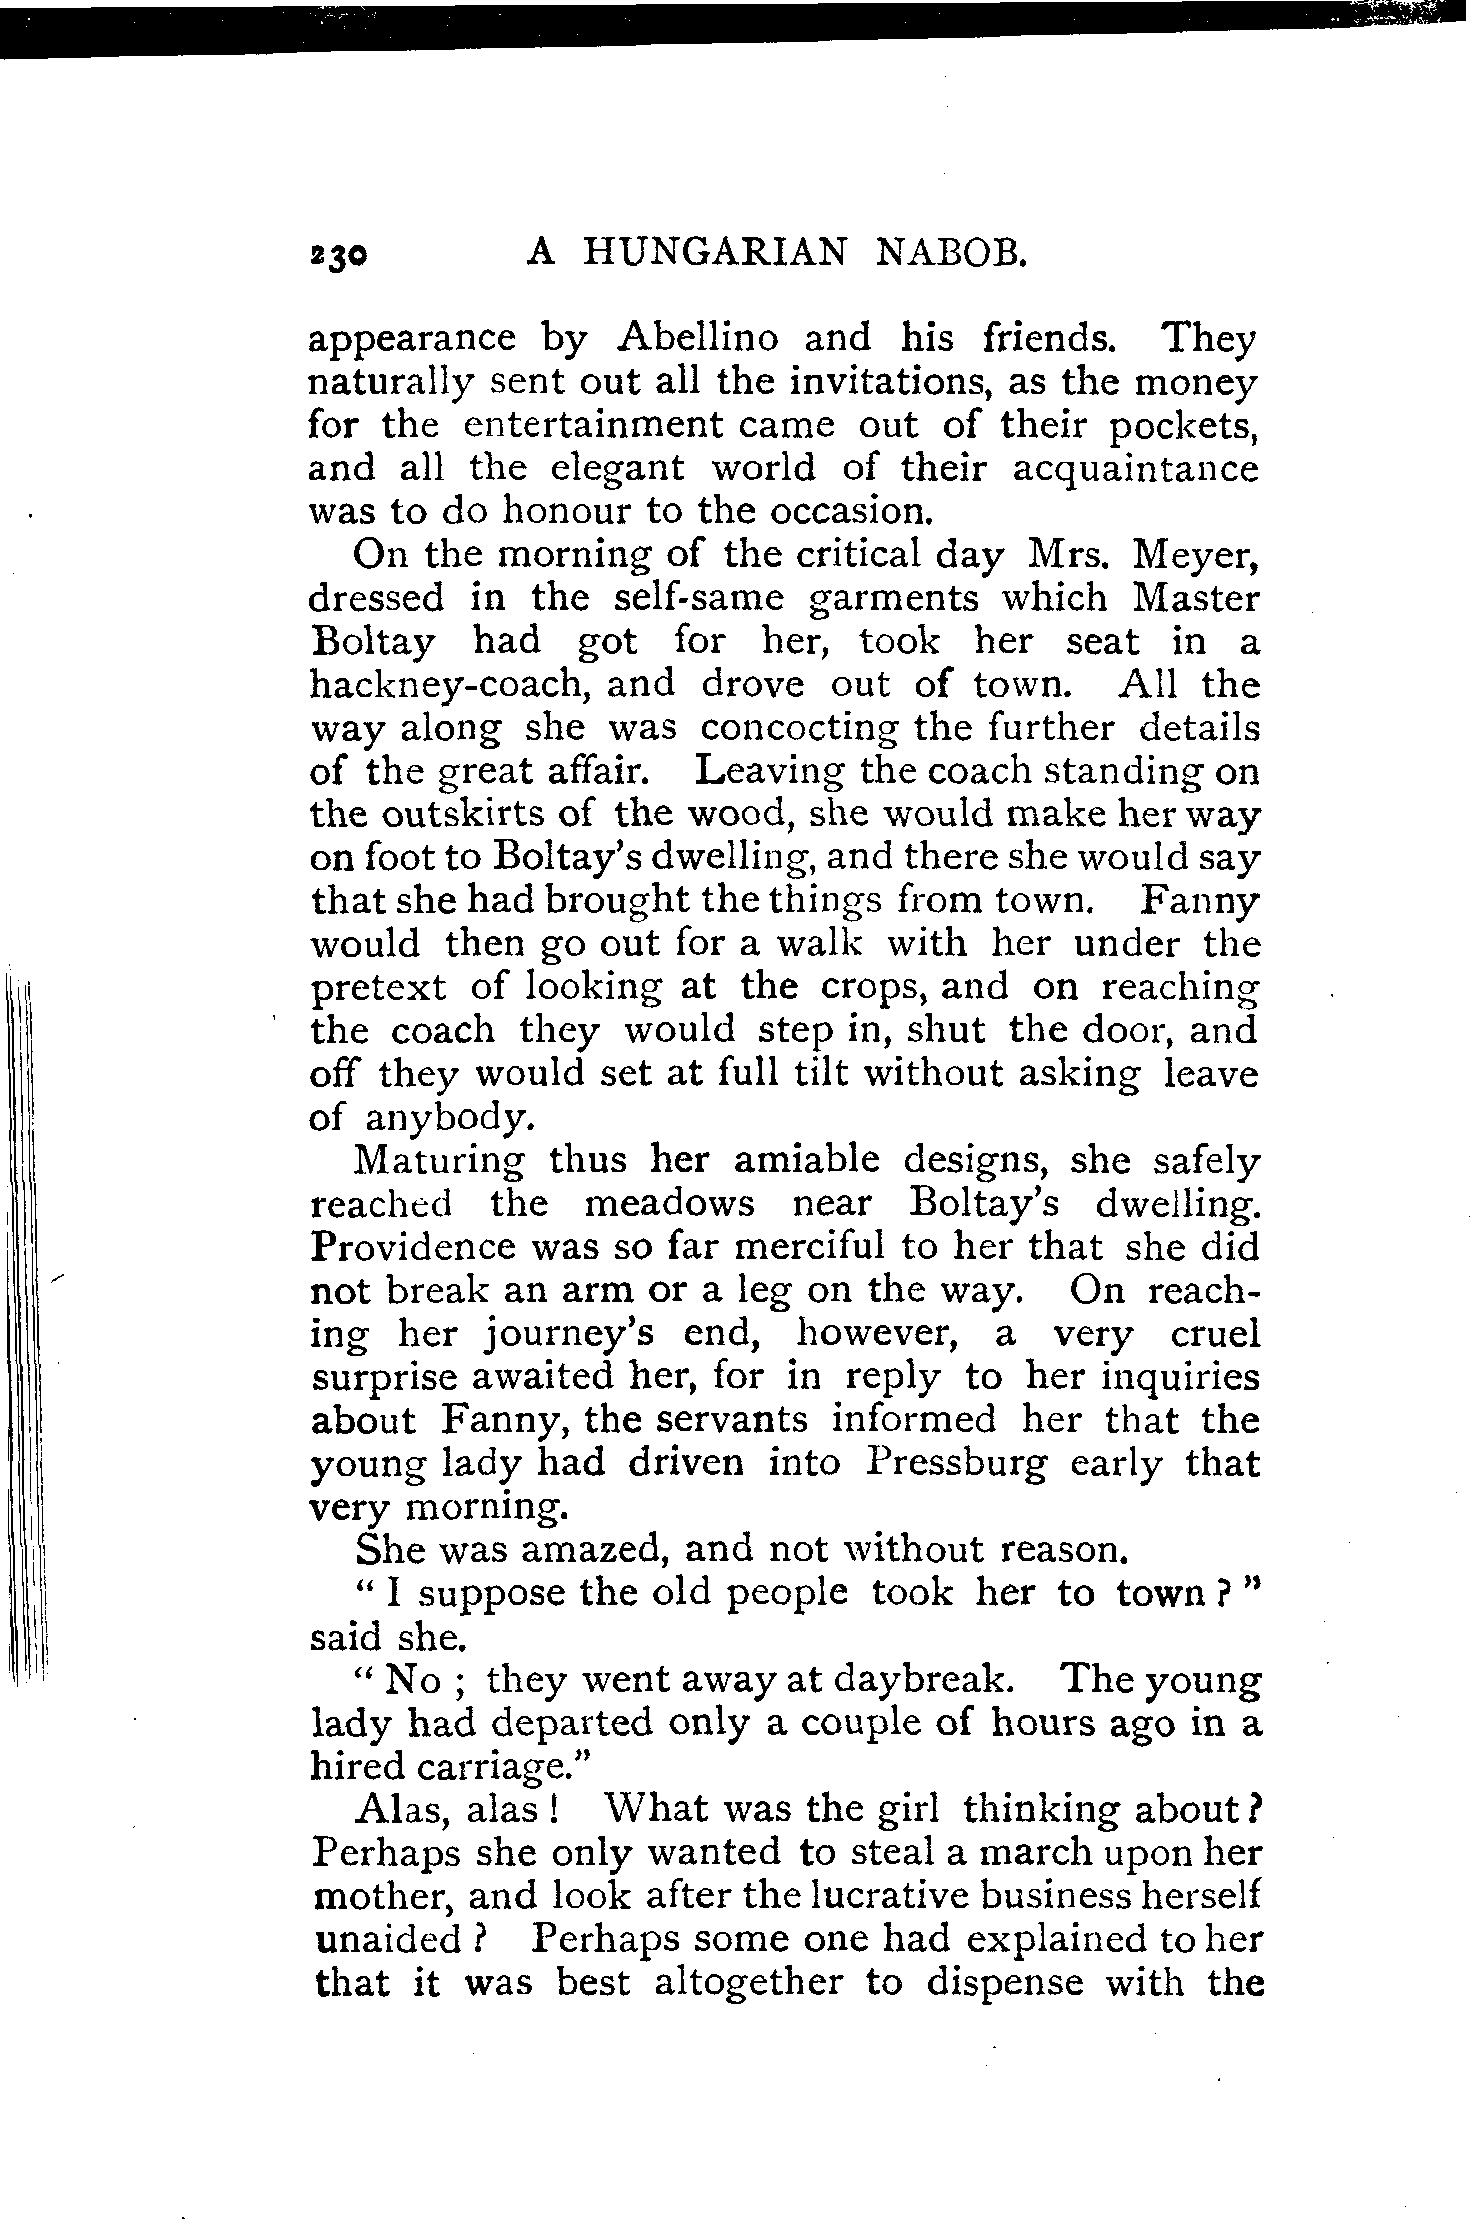 230 A HUNGARIAN NABOB.
appearance by Abellino and his friends. They
naturally sent out all the invitations, as the money
for the entertainment came out of their pockets,
and all the elegant world of their acquaintance
was to do honour to the occasion.
On the morning of the critical day Mrs. Meyer,
dressed in the self-same garments which Master
Boltay had got for her, took her seat in a
hackney-coach, and drove out of town. All the
way along she was concocting the further details
of the great affair. Leaving the coach standing on
the outskirts of the wood, she would make her way
on foot to Boltay's dwelling, and there she would say
that she had brought the things from town. Fanny
would then go out for a walk with her under the
pretext of looking at the crops, and on reaching
the coach they would step in, shut the door, and
off they would set at full tilt without asking leave
of anybody.
Maturing thus her amiable designs, she safely
reached the meadows near Boltay's dwelling.
Providence was so far merciful to her that she did
not break an arm or a leg on the way. On reach-
ing her journey's end, however, a very cruel
surprise awaited her, for in reply to her inquiries
about Fanny, the servants informed her that the
young lady had driven into Pressburg early that
very morning.
She was amazed, and not without reason.
“ I suppose the old people took her to town ? ”
said she.
“ No ; they went away at daybreak. The young
lady had departed only a couple of hours ago in a
hired carriage.”
Alas, alas ! What was the girl thinking about ?
Perhaps she only wanted to steal a march upon her
mother, and look after the lucrative business herself
unaided ? Perhaps some one had explained to her
that it was best altogether to dispense with the